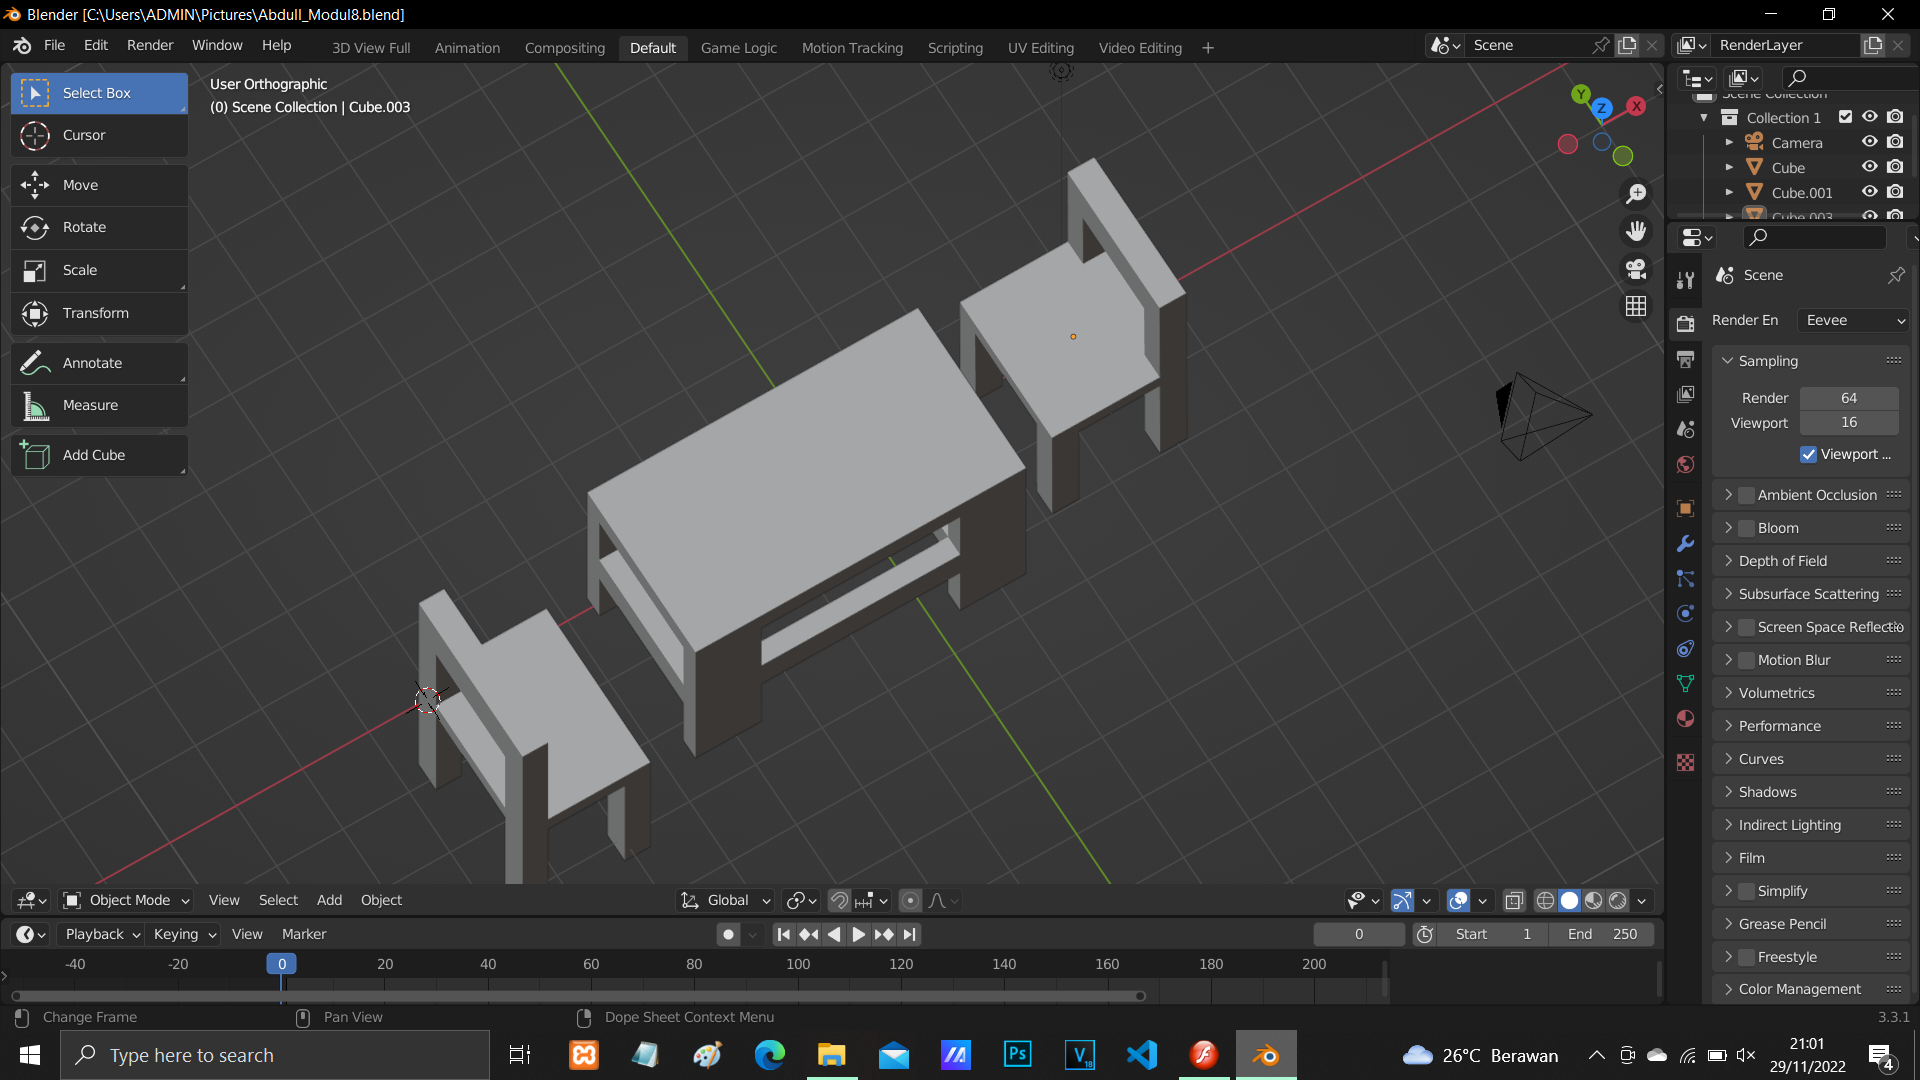 Blender [C:\Users\ADMIN\Pictures\Abdull_Modul8.blend]
File Edit Render Window Help 3D View Full Animation Compositing Default Game Logic Motion Tracking Scripting UV Editing Video Editing + Scene RenderLayer
Select Box
Cursor
Move
Rotate
Scale
Transform
Annotate
Measure
Add Cube
User Orthographic
(0) Scene Collection | Cube.003
Y
Z
X
Scene Collection
Collection 1
Camera
Cube
Cube.001
Cube.003
Scene
Render En Eevee
Sampling
Render 64
Viewport 16
Viewport ...
Ambient Occlusion
Bloom
Depth of Field
Subsurface Scattering
Screen Space Reflectio
Motion Blur
Volumetrics
Performance
Curves
Shadows
Indirect Lighting
Film
Simplify
Grease Pencil
Freestyle
Color Management
Object Mode View Select Add Object Global
Playback Keying View Marker 0 Start 1 End 250
-40 -20 0 20 40 60 80 100 120 140 160 180 200
Change Frame Pan View Dope Sheet Context Menu 3.3.1
Type here to search
Ps
V
18
26°C Berawan
21:01
29/11/2022
4